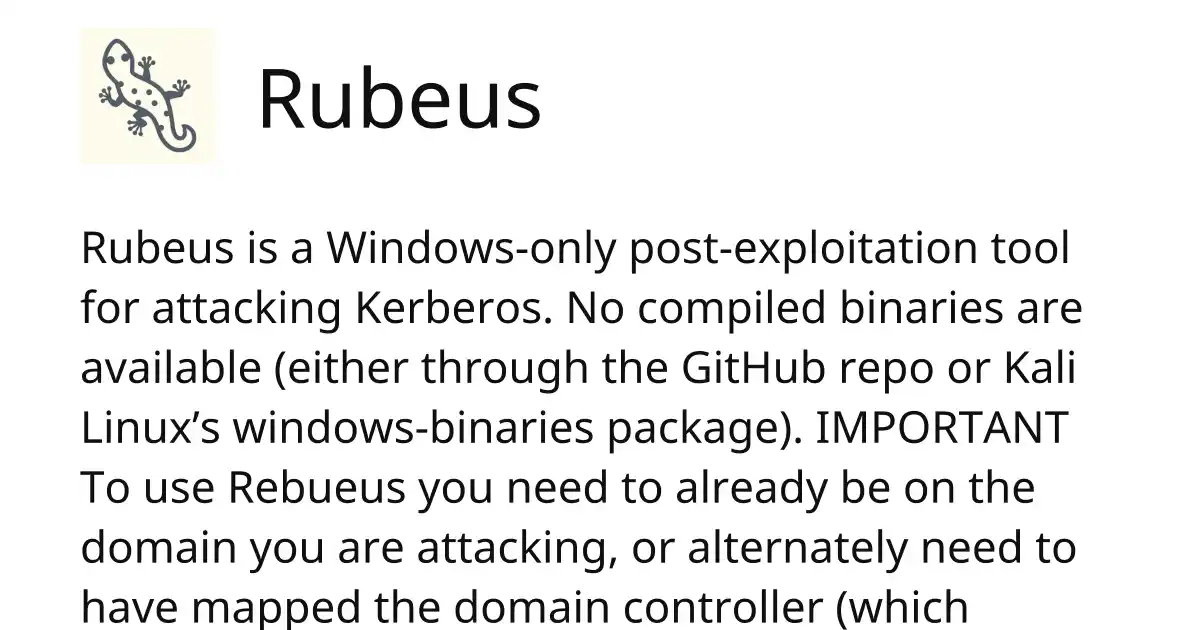 Rubeus
Rubeus is a Windows-only post-exploitation tool
for attacking Kerberos. No compiled binaries are
available (either through the GitHub repo or Kali
Linux’s windows-binaries package). IMPORTANT
To use Rebueus you need to already be on the
domain you are attacking, or alternately need to
have mapped the domain controller (which